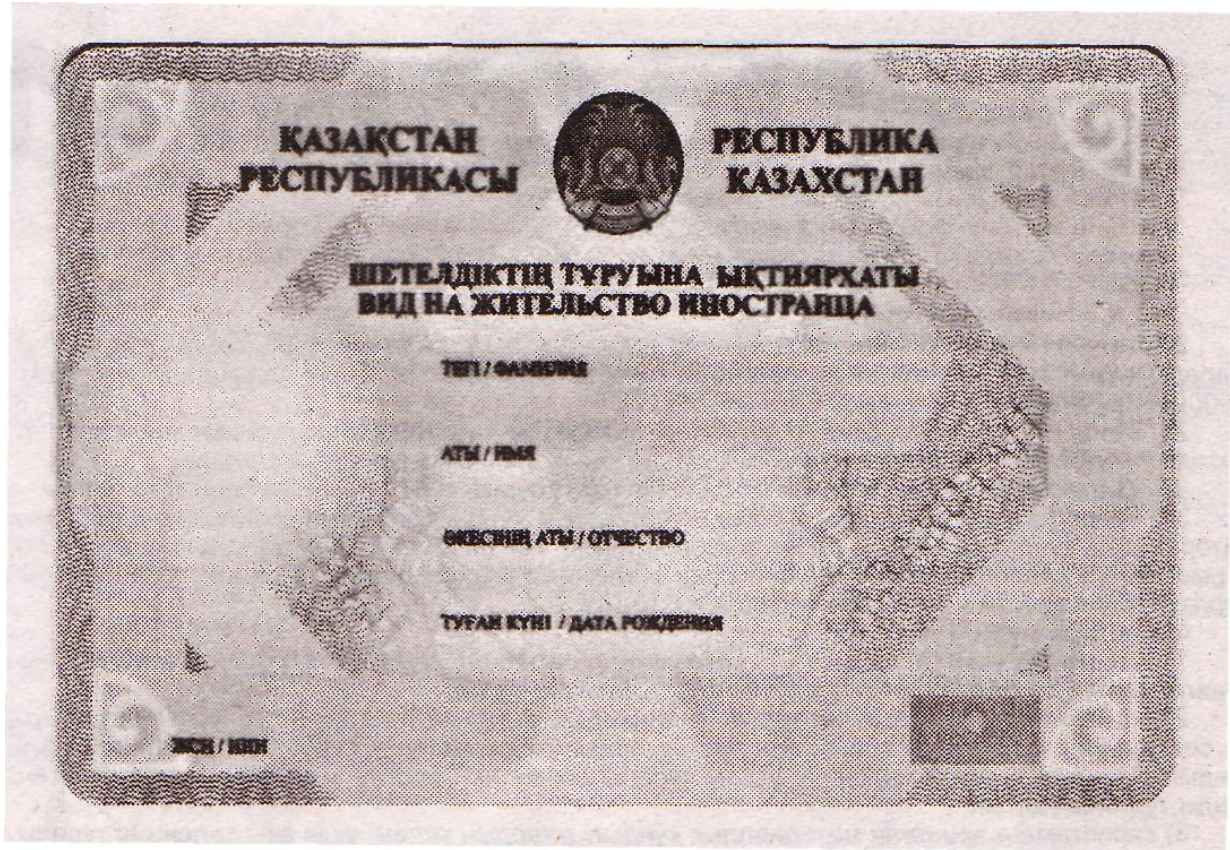 ҚАЗАҚСТАН
РЕСПУБЛИКАСЫ
РЕСПУБЛИКА
КАЗАХСТАН
ШЕТЕЛДІКТІҢ ТҰРУЫНА ЫҚТИЯРХАТЫ
ВИД НА ЖИТЕЛЬСТВО ИНОСТРАНЦА
ТЕГІ / ФАМИЛИЯ
АТЫ / ИМЯ
ӘКЕСІНІҢ АТЫ / ОТЧЕСТВО
ТУҒАН КҮНІ / ДАТА РОЖДЕНИЯ
ЖСН / ИИН